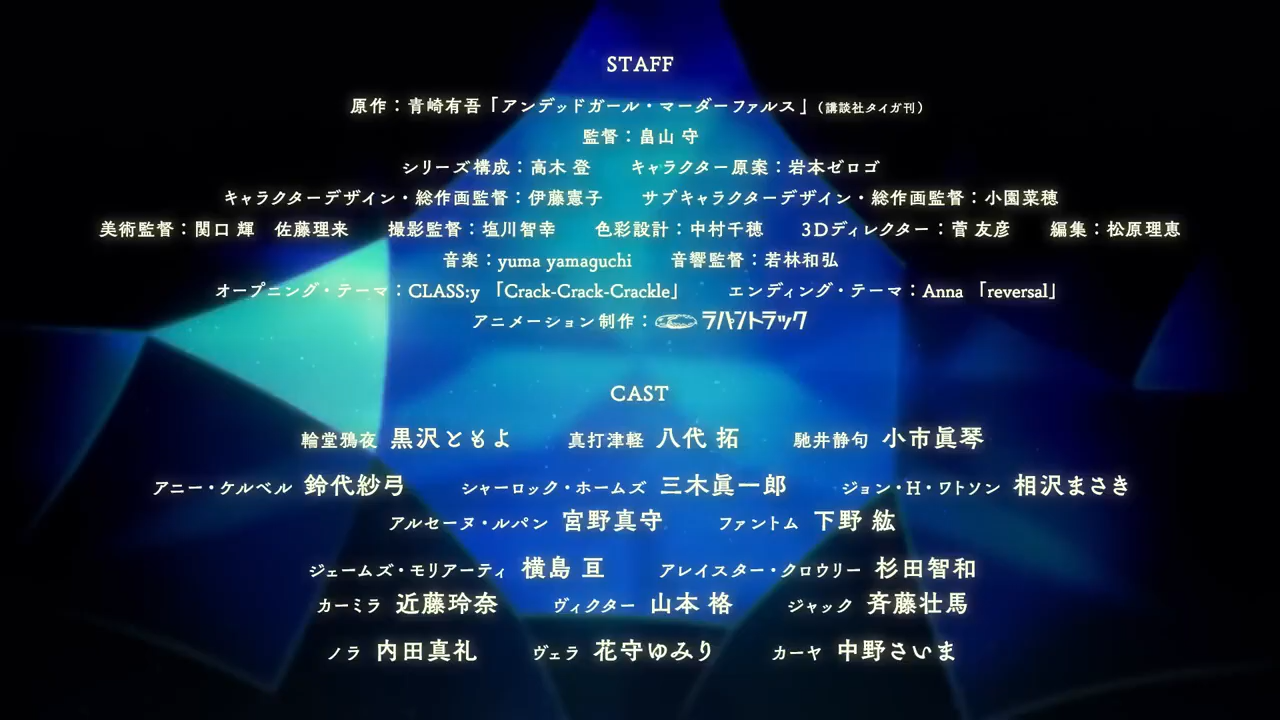 STAFF
原作：青崎有吾「アンデッドガール・マーダーファルス」（講談社タイガ刊）
監督：畠山 守
シリーズ構成：高木 登　キャラクター原案：岩本ゼロゴ
キャラクターデザイン・総作画監督：伊藤憲子　サブキャラクターデザイン・総作画監督：小園菜穂
美術監督：関口 輝　佐藤理来　撮影監督：塩川智幸　色彩設計：中村千穂　3Dディレクター：菅 友彦　編集：松原理恵
音楽：yuma yamaguchi　音響監督：若林和弘
オープニング・テーマ：CLASS:y 「Crack-Crack-Crackle」　エンディング・テーマ：Anna 「reversal」
アニメーション制作：ラパントラック
CAST
輪堂鴉夜 黒沢ともよ　真打津軽 八代 拓　馳井静句 小市眞琴
アニー・ケルベル 鈴代紗弓　シャーロック・ホームズ 三木眞一郎　ジョン・H・ワトソン 相沢まさき
アルセーヌ・ルパン 宮野真守　ファントム 下野 紘
ジェームズ・モリアーティ 横島 亘　アレイスター・クロウリー 杉田智和
カーミラ 近藤玲奈　ヴィクター 山本 格　ジャック 斉藤壮馬
ノラ 内田真礼　ヴェラ 花守ゆみり　カーヤ 中野さいま